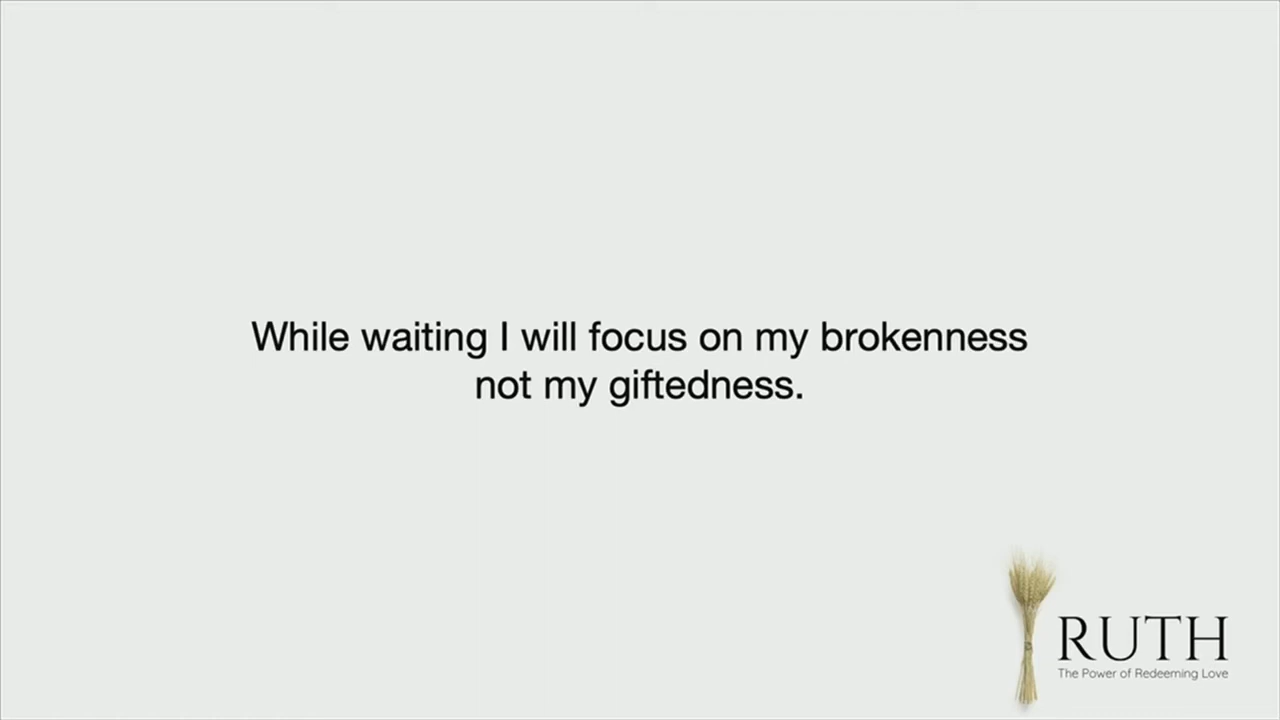 While waiting I will focus on my brokenness
not my giftedness.
RUTH
The Power of Redeeming Love